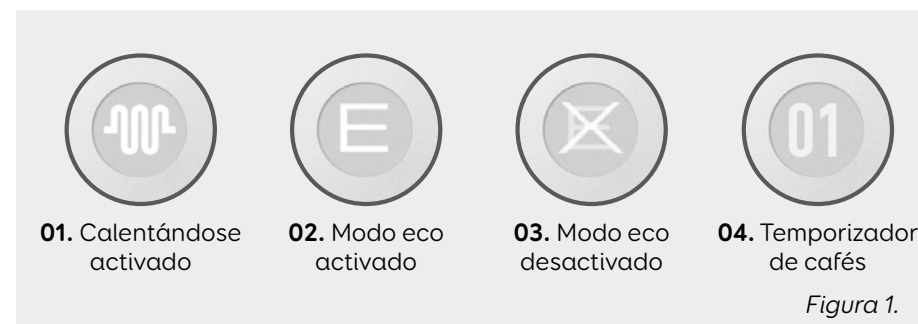 E
E
01
01. Calentándose
activado
02. Modo eco
activado
03. Modo eco
desactivado
04. Temporizador
de cafés
Figura 1.